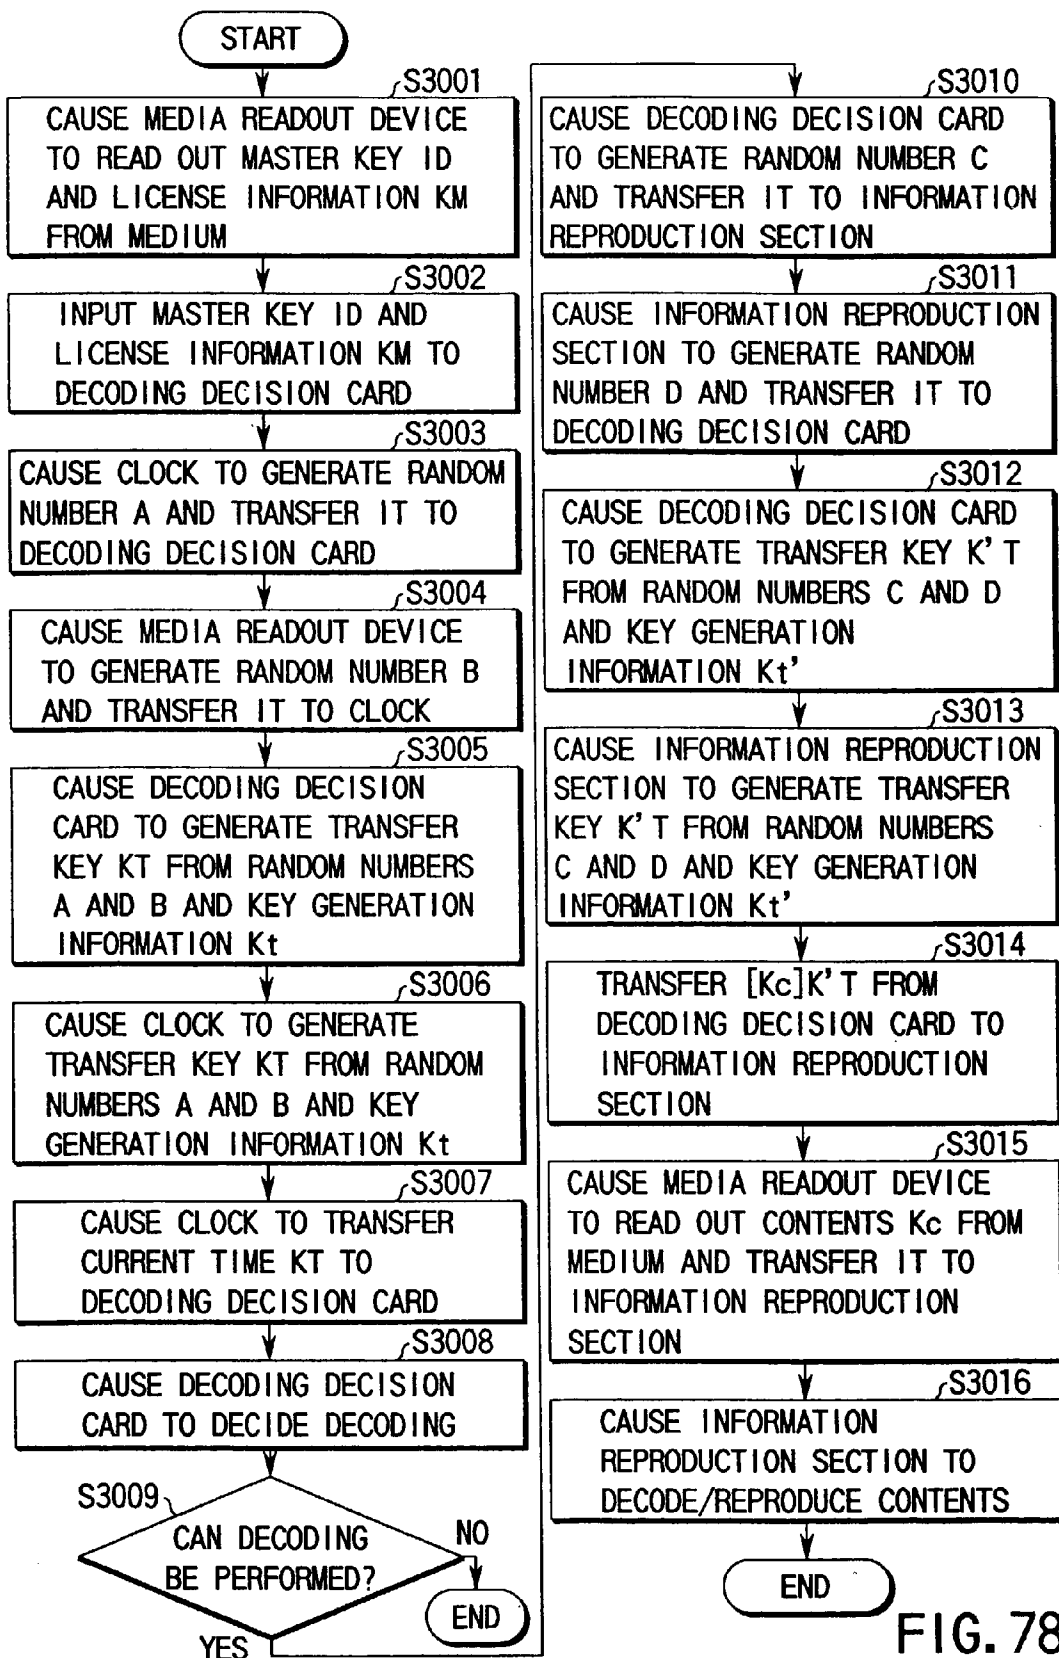 START
S3001
CAUSE MEDIA READOUT DEVICE
TO READ OUT MASTER KEY ID
AND LICENSE INFORMATION KM
FROM MEDIUM
S3002
INPUT MASTER KEY ID AND
LICENSE INFORMATION KM TO
DECODING DECISION CARD
S3003
CAUSE CLOCK TO GENERATE RANDOM
NUMBER A AND TRANSFER IT TO
DECODING DECISION CARD
S3004
CAUSE MEDIA READOUT DEVICE
TO GENERATE RANDOM NUMBER B
AND TRANSFER IT TO CLOCK
S3005
CAUSE DECODING DECISION
CARD TO GENERATE TRANSFER
KEY KT FROM RANDOM NUMBERS
A AND B AND KEY GENERATION
INFORMATION Kt
S3006
CAUSE CLOCK TO GENERATE
TRANSFER KEY KT FROM RANDOM
NUMBERS A AND B AND KEY
GENERATION INFORMATION Kt
S3007
CAUSE CLOCK TO TRANSFER
CURRENT TIME KT TO
DECODING DECISION CARD
S3008
CAUSE DECODING DECISION
CARD TO DECIDE DECODING
S3009
CAN DECODING
BE PERFORMED?
NO
END
YES
S3010
CAUSE DECODING DECISION CARD
TO GENERATE RANDOM NUMBER C
AND TRANSFER IT TO INFORMATION
REPRODUCTION SECTION
S3011
CAUSE INFORMATION REPRODUCTION
SECTION TO GENERATE RANDOM
NUMBER D AND TRANSFER IT TO
DECODING DECISION CARD
S3012
CAUSE DECODING DECISION CARD
TO GENERATE TRANSFER KEY K'T
FROM RANDOM NUMBERS C AND D
AND KEY GENERATION
INFORMATION Kt'
S3013
CAUSE INFORMATION REPRODUCTION
SECTION TO GENERATE TRANSFER
KEY K'T FROM RANDOM NUMBERS
C AND D AND KEY GENERATION
INFORMATION Kt'
S3014
TRANSFER [Kc]K'T FROM
DECODING DECISION CARD TO
INFORMATION REPRODUCTION
SECTION
S3015
CAUSE MEDIA READOUT DEVICE
TO READ OUT CONTENTS Kc FROM
MEDIUM AND TRANSFER IT TO
INFORMATION REPRODUCTION
SECTION
S3016
CAUSE INFORMATION
REPRODUCTION SECTION TO
DECODE/REPRODUCE CONTENTS
END
FIG. 78